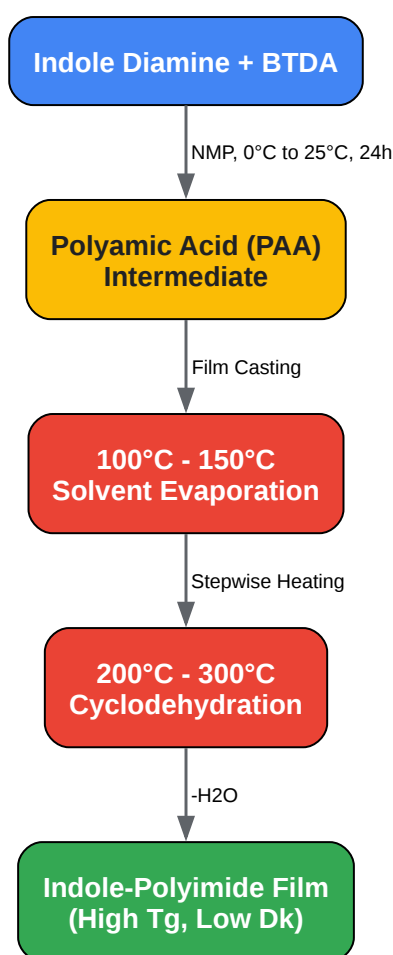 Indole Diamine + BTDA
NMP, 0°C to 25°C, 24h
Polyamic Acid (PAA)
Intermediate
Film Casting
100°C - 150°C
Solvent Evaporation
Stepwise Heating
200°C - 300°C
Cyclodehydration
-H2O
Indole-Polyimide Film
(High Tg, Low Dk)